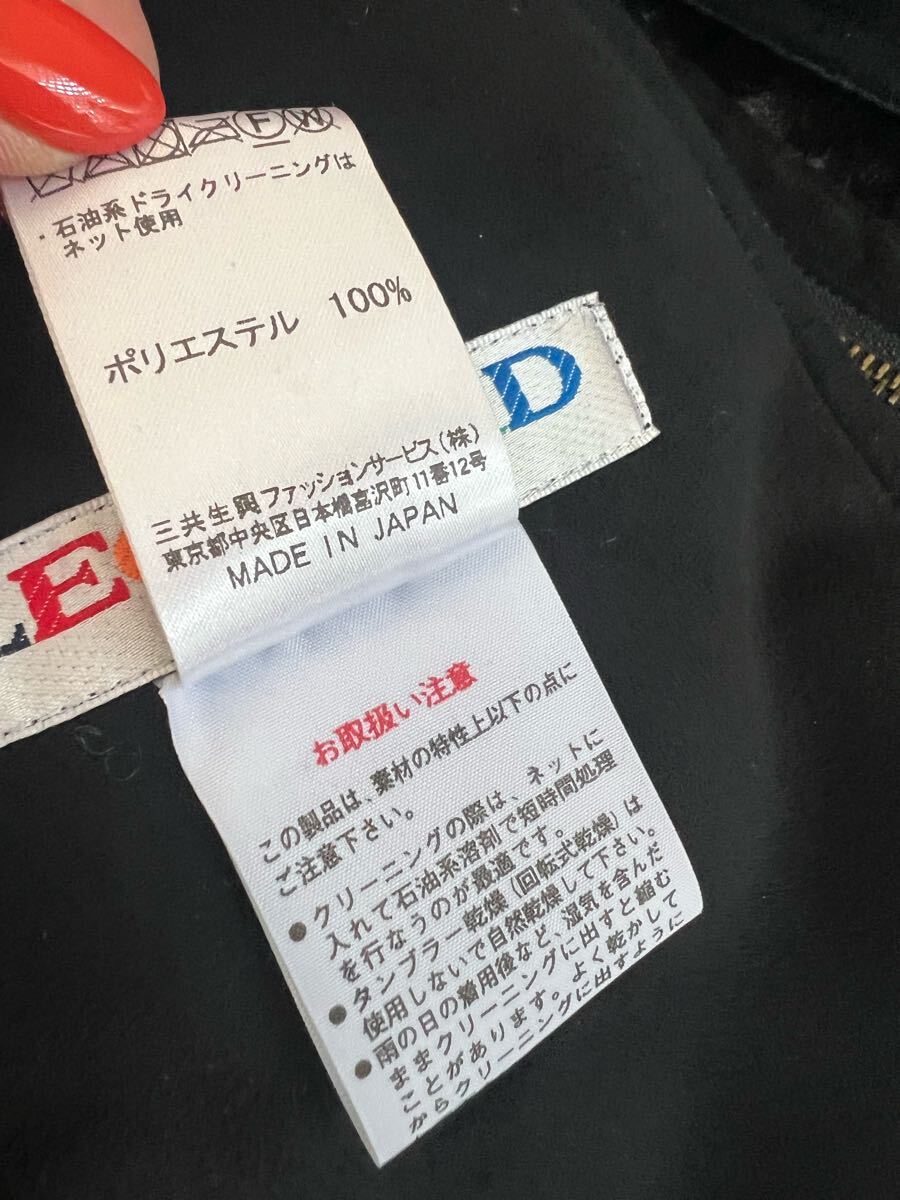 F W
・石油系ドライクリーニングは
ネット使用
ポリエステル 100%
D
三共生興ファッションサービス(株)
東京都中央区日本橋富沢町11番12号
MADE IN JAPAN
E
お取扱い注意
この製品は、素材の特性上以下の点に
ご注意下さい。
●クリーニングの際は、ネットに
入れて石油系溶剤で短時間処理
を行なうのが最適です。
●タンブラー乾燥(回転式乾燥)は
使用しないで自然乾燥して下さい。
●雨の日の着用後など、湿気を含んだ
ままクリーニングに出すと縮む
ことがあります。よく乾かして
からクリーニングに出すように